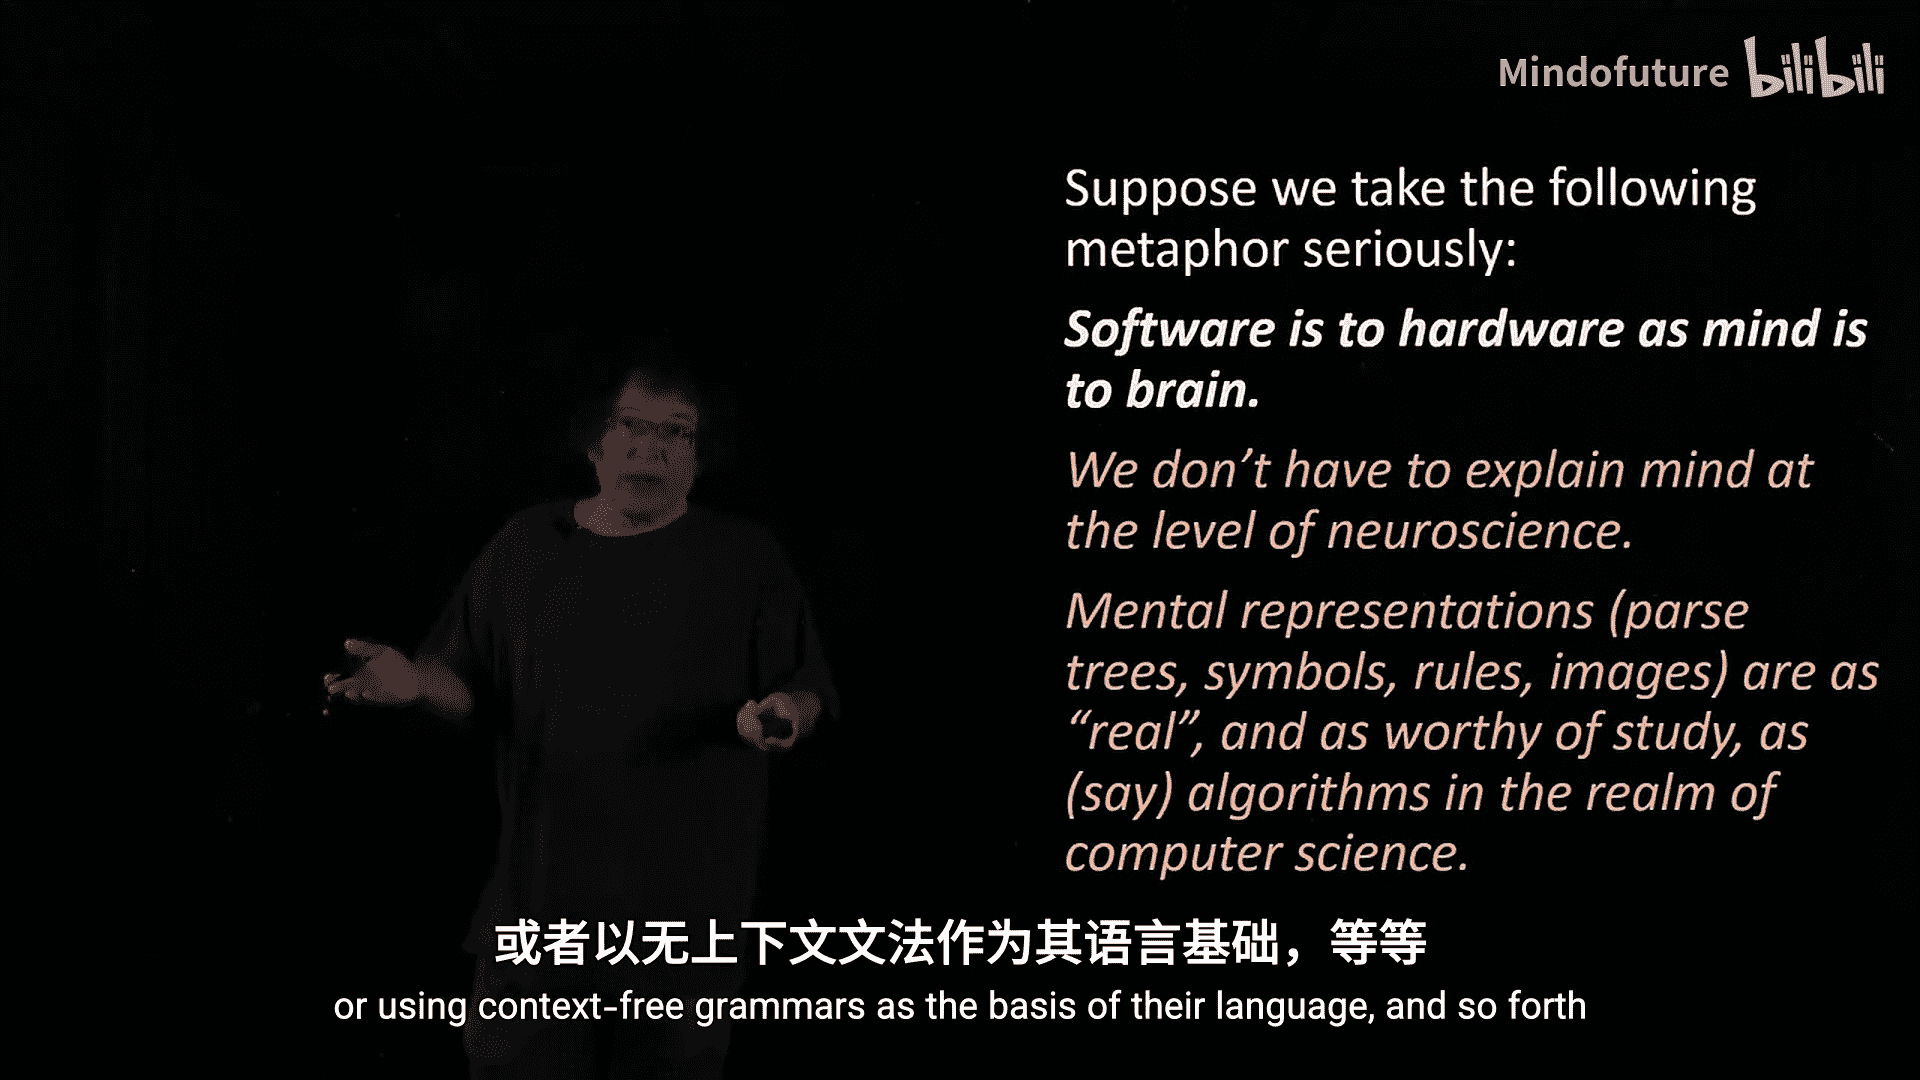 Mindofuture bilibili
Suppose we take the following
metaphor seriously:
Software is to hardware as mind is
to brain.
We don’t have to explain mind at
the level of neuroscience.
Mental representations (parse
trees, symbols, rules, images) are as
“real”, and as worthy of study, as
(say) algorithms in the realm of
computer science.
或者以无上下文文法作为其语言基础，等等
or using context-free grammars as the basis of their language, and so forth